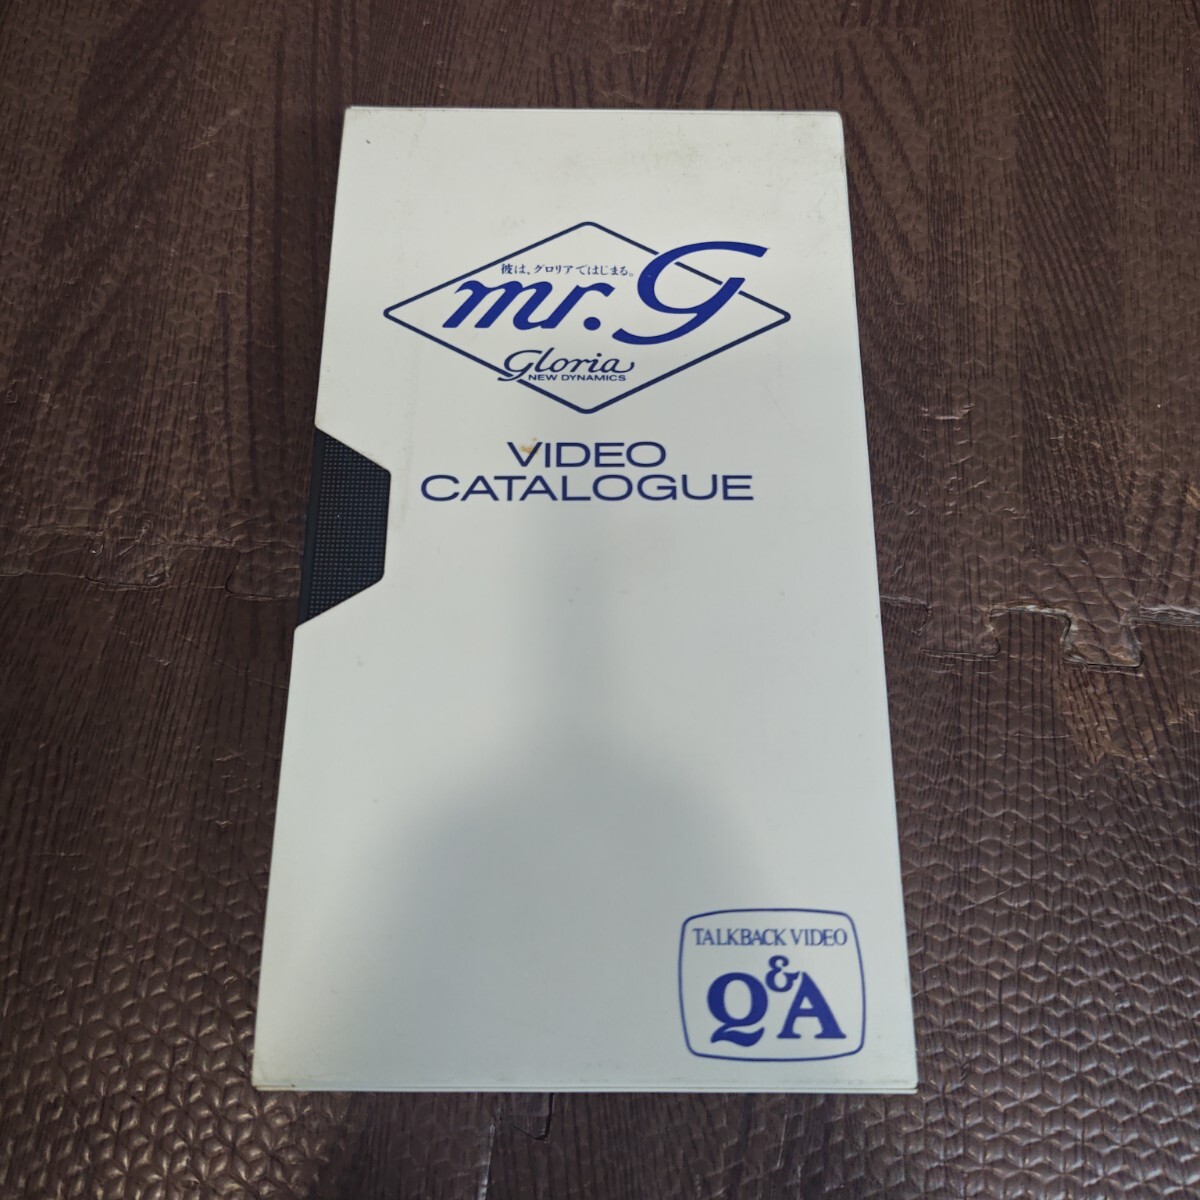 彼は、グロリアではじまる。
mr.G
Gloria
NEW DYNAMICS
VIDEO
CATALOGUE
TALKBACK VIDEO
Q&A